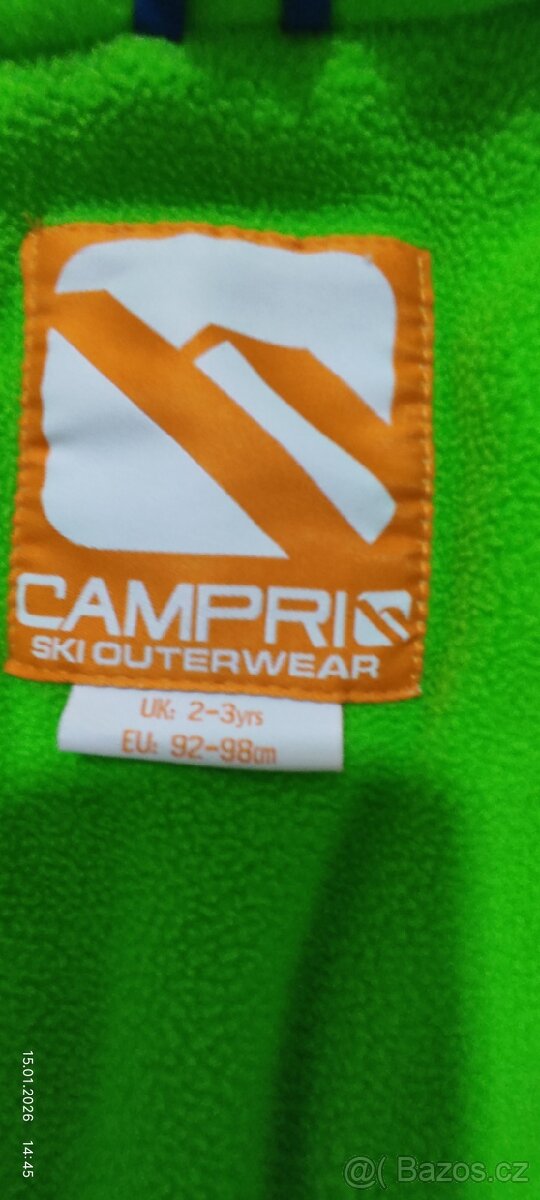 CAMPRI
SKI OUTERWEAR
UK: 2-3yrs
EU: 92-98cm
15.01.2026 14:45
@( Bazos.cz